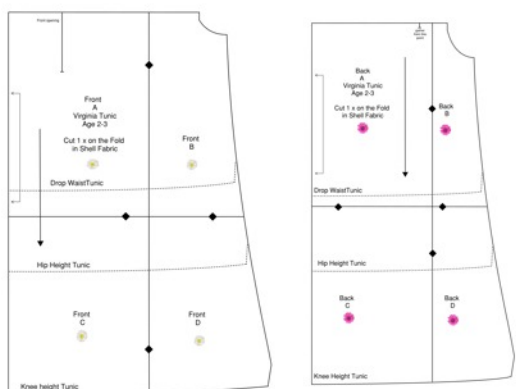 Front opening
Front
A
Virginia Tunic
Age 2-3
Cut 1 x on the Fold
in Shell Fabric
Front
B
Drop WaistTunic
Hip Height Tunic
Front
C
Front
D
Knee height Tunic
Back
A
Virginia Tunic
Age 2-3
Cut 1 x on the Fold
in Shell Fabric
Back
B
Drop WaistTunic
Hip Height Tunic
Back
C
Back
D
Knee Height Tunic